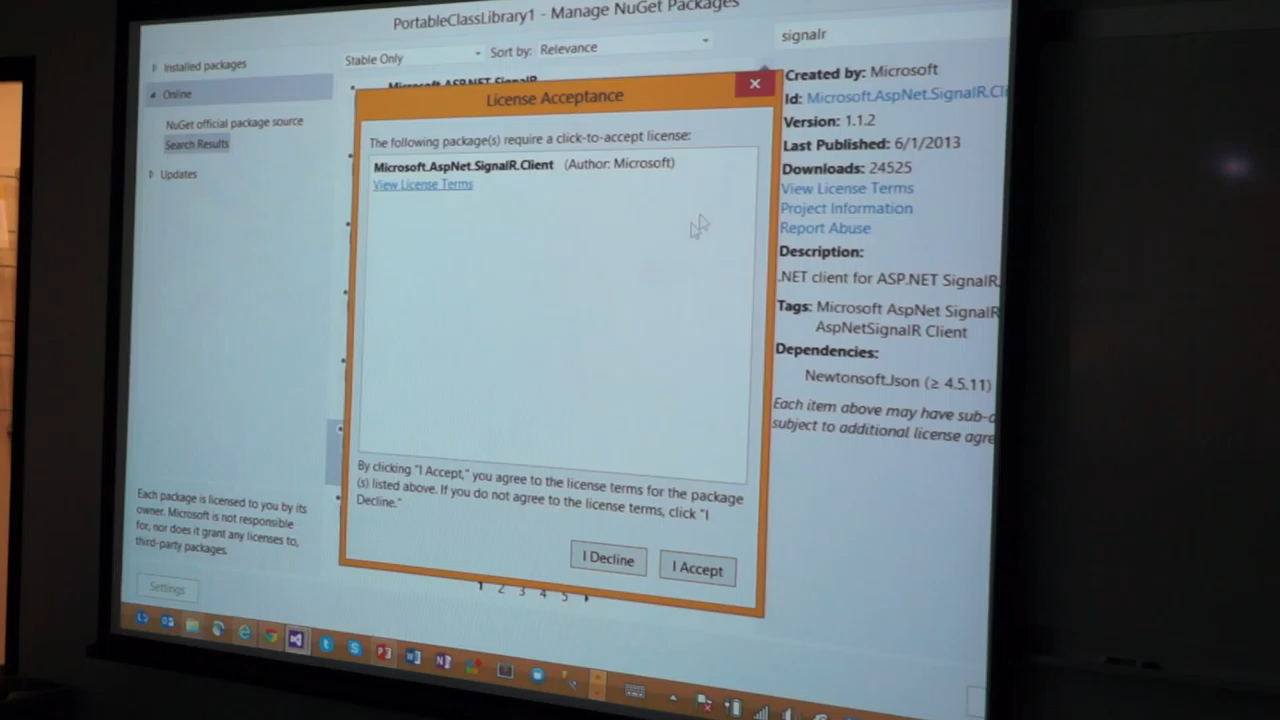 PortableClassLibrary1 - Manage NuGet Packages
Installed packages
Online
NuGet official package source
Search Results
Updates
Each package is licensed to you by its
owner. Microsoft is not responsible
for, nor does it grant any licenses to,
third-party packages.
Settings
Stable Only
Sort by: Relevance
Microsoft ASP.NET SignalR
License Acceptance
The following package(s) require a click-to-accept license:
Microsoft.AspNet.SignalR.Client (Author: Microsoft)
View License Terms
By clicking "I Accept," you agree to the license terms for the package
(s) listed above. If you do not agree to the license terms, click "I
Decline."
I Decline
I Accept
1 2 3 4 5
signalr
Created by: Microsoft
Id: Microsoft.AspNet.SignalR.Cli
Version: 1.1.2
Last Published: 6/1/2013
Downloads: 24525
View License Terms
Project Information
Report Abuse
Description:
.NET client for ASP.NET SignalR.
Tags: Microsoft AspNet SignalR
AspNetSignalR Client
Dependencies:
Newtonsoft.Json (≥ 4.5.11)
Each item above may have sub-d
subject to additional license agre